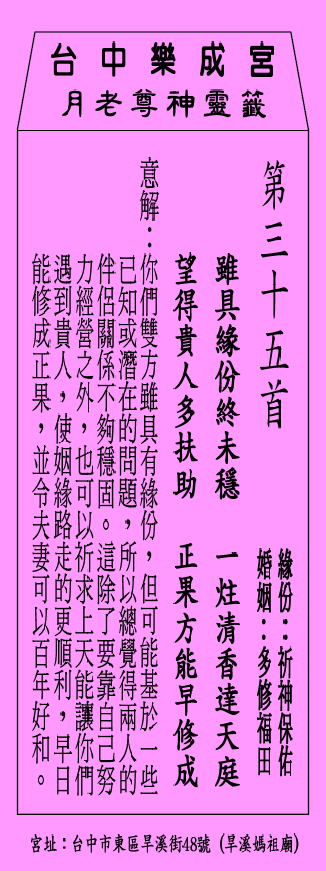 台中樂成宮
月老尊神靈籤
第三十五首
緣份：祈神保佑
婚姻：多修福田
雖具緣份終未穩　一炷清香達天庭
望得貴人多扶助　正果方能早修成
意解：你們雙方雖具有緣份，但可能基於一些
已知或潛在的問題，所以總覺得兩人的
伴侶關係不夠穩固。這除了要靠自己努
力經營之外，也可以祈求上天能讓你們
遇到貴人，使姻緣路走的更順利，早日
能修成正果，並令夫妻可以百年好和。
宮址：台中市東區旱溪街48號（旱溪媽祖廟）